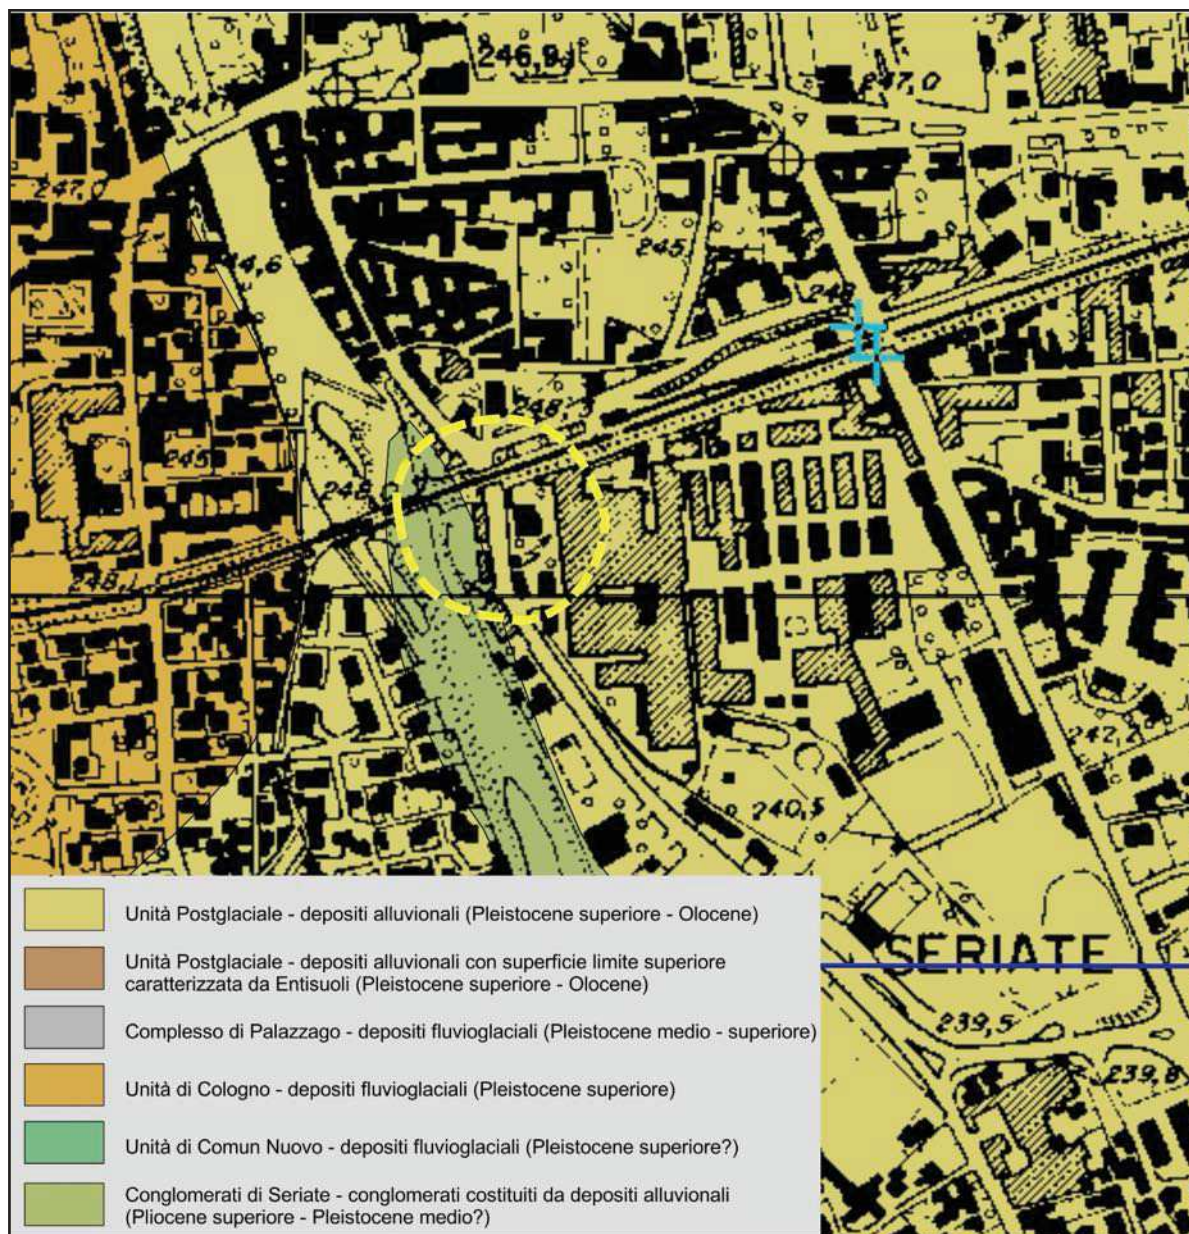 246,9
247,0
247,0
244,6
245
248,
245
248,1
242,2
240,5
SERIATE
239,5
239,8
Unità Postglaciale - depositi alluvionali (Pleistocene superiore - Olocene)
Unità Postglaciale - depositi alluvionali con superficie limite superiore
caratterizzata da Entisuoli (Pleistocene superiore - Olocene)
Complesso di Palazzago - depositi fluvioglaciali (Pleistocene medio - superiore)
Unità di Cologno - depositi fluvioglaciali (Pleistocene superiore)
Unità di Comun Nuovo - depositi fluvioglaciali (Pleistocene superiore?)
Conglomerati di Seriate - conglomerati costituiti da depositi alluvionali
(Pliocene superiore - Pleistocene medio?)